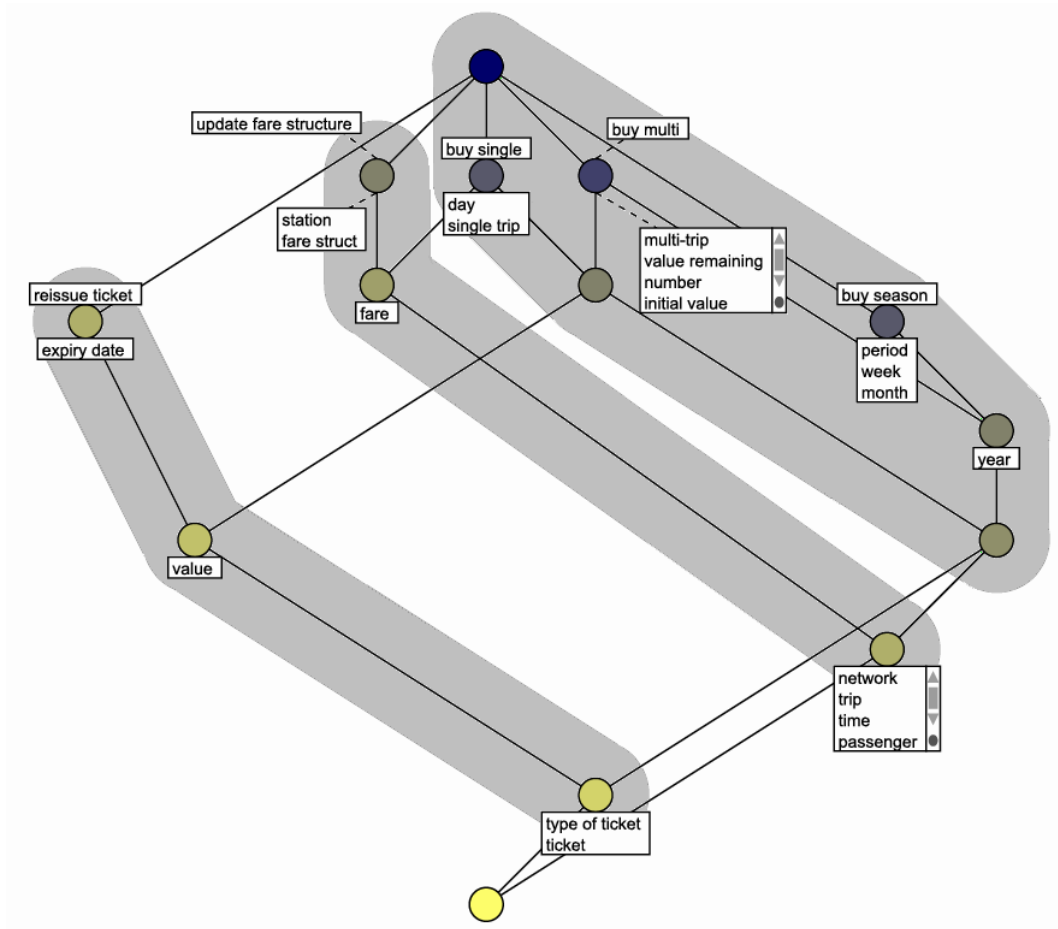 update fare structure
buy multi
buy single
day
single trip
station
fare struct
multi-trip
value remaining
number
initial value
reissue ticket
expiry date
fare
buy season
period
week
month
year
value
network
trip
time
passenger
type of ticket
ticket